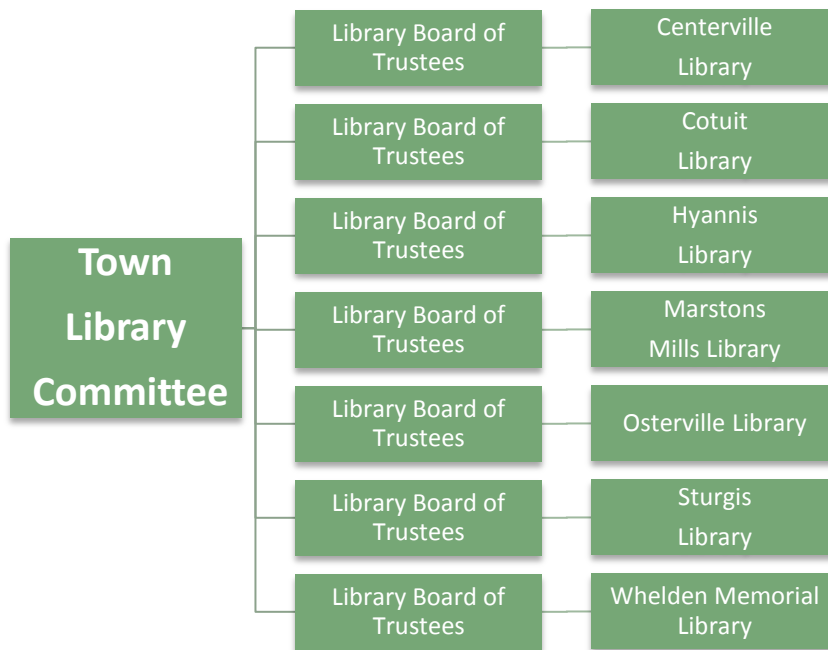 Town
Library
Committee
Library Board of
Trustees
Centerville
Library
Library Board of
Trustees
Cotuit
Library
Library Board of
Trustees
Hyannis
Library
Library Board of
Trustees
Marstons
Mills Library
Library Board of
Trustees
Osterville Library
Library Board of
Trustees
Sturgis
Library
Library Board of
Trustees
Whelden Memorial
Library